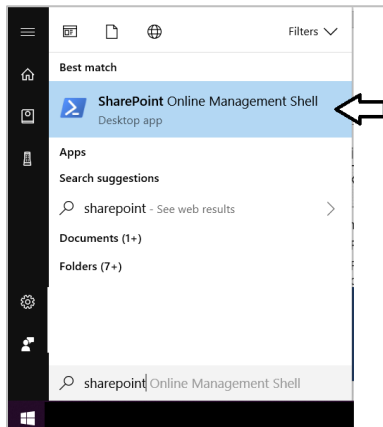 Filters
Best match
SharePoint Online Management Shell
Desktop app
Apps
Search suggestions
sharepoint - See web results
Documents (1+)
Folders (7+)
sharepoint Online Management Shell